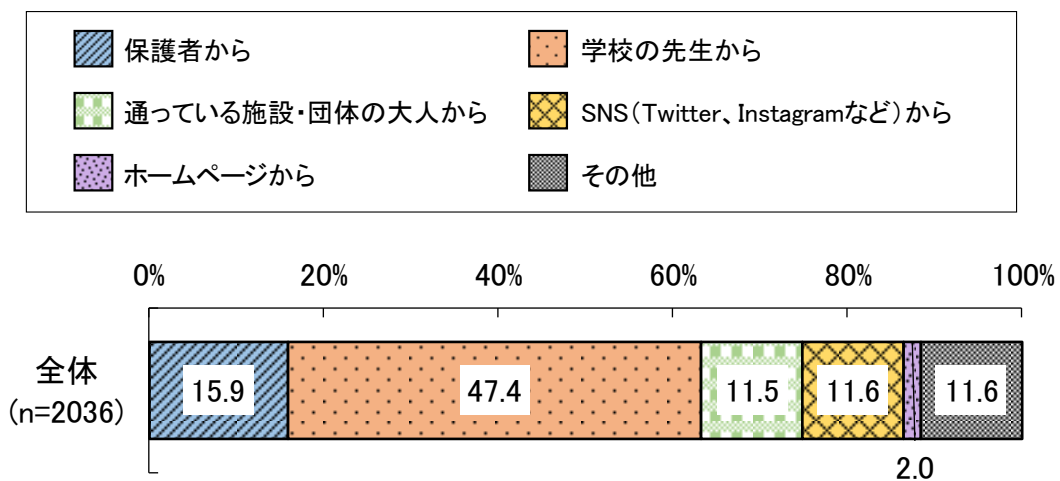 保護者から
学校の先生から
通っている施設・団体の大人から
SNS(Twitter、Instagramなど)から
ホームページから
その他
0% 20% 40% 60% 80% 100%
全体
(n=2036)
15.9 47.4 11.5 11.6 11.6
2.0